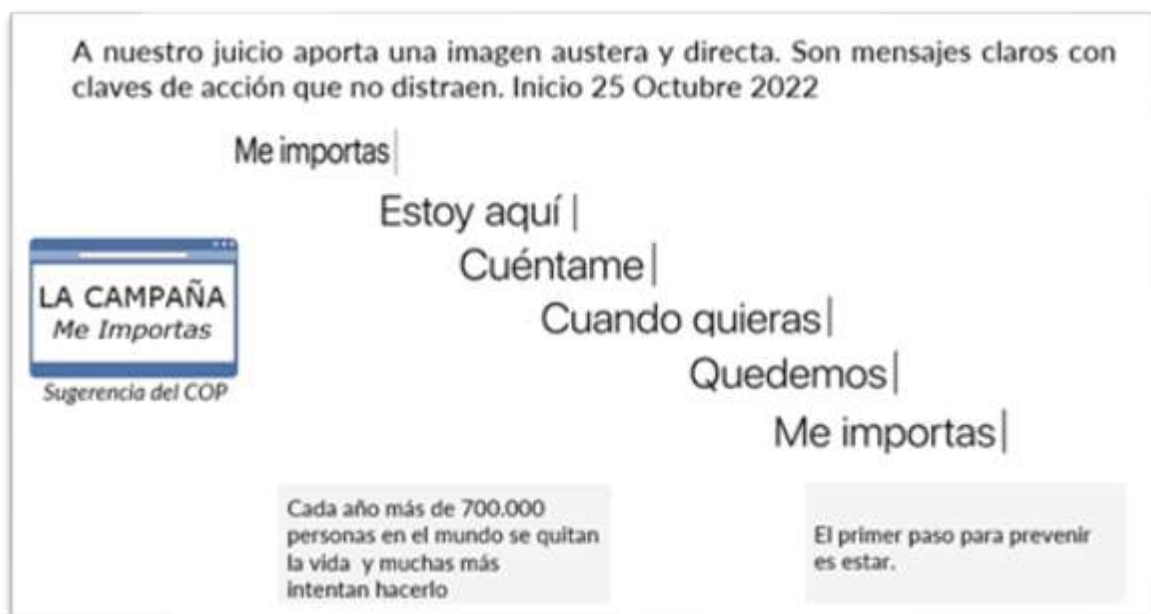 A nuestro juicio aporta una imagen austera y directa. Son mensajes claros con
claves de acción que no distraen. Inicio 25 Octubre 2022
Me importas
Estoy aquí
Cuéntame
Cuando quieras
Quedemos
Me importas
LA CAMPAÑA
Me Importas
Sugerencia del COP
Cada año más de 700.000
personas en el mundo se quitan
la vida y muchas más
intentan hacerlo
El primer paso para prevenir
es estar.